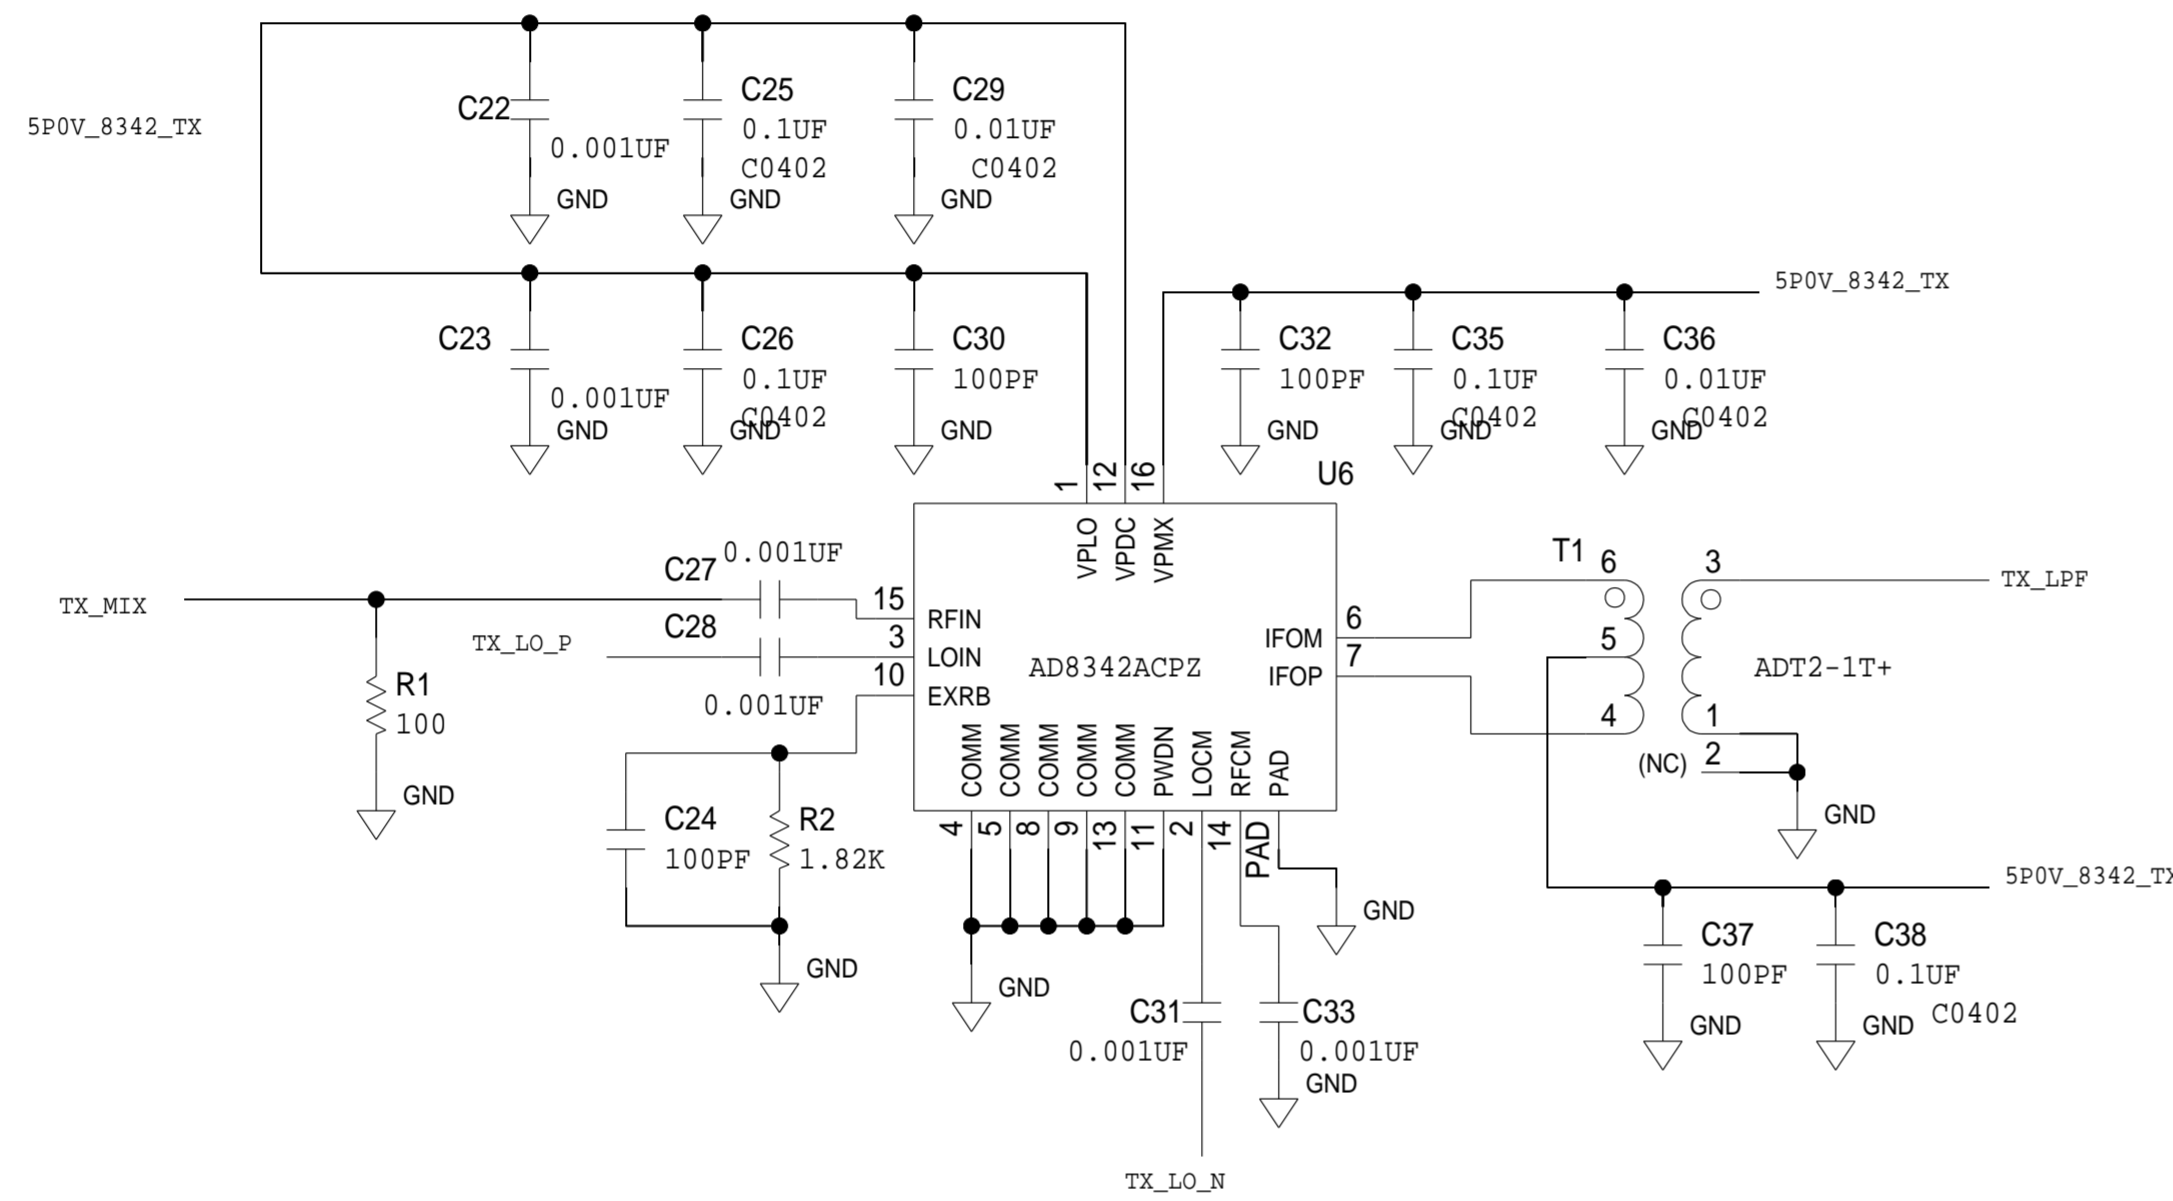 5P0V_8342_TX
C22
0.001UF
GND
C25
0.1UF
C0402
GND
C29
0.01UF
C0402
GND
C23
0.001UF
GND
C26
0.1UF
C0402
GND
C30
100PF
GND
5P0V_8342_TX
C32
100PF
GND
C35
0.1UF
C0402
GND
C36
0.01UF
C0402
GND
U6
1
12
16
VPLO
VPDC
VPMX
TX_MIX
C27
0.001UF
15
RFIN
TX_LO_P
C28
0.001UF
3
LOIN
10
EXRB
AD8342ACPZ
IFOM
6
IFOP
7
R1
100
GND
C24
100PF
R2
1.82K
GND
COMM
COMM
COMM
COMM
COMM
PWDN
LOCM
RFCM
PAD
4
5
8
9
13
11
2
14
PAD
GND
GND
C31
0.001UF
C33
0.001UF
GND
TX_LO_N
T1
6
3
TX_LPF
5
ADT2-1T+
4
1
(NC)
2
GND
5P0V_8342_TX
C37
100PF
GND
C38
0.1UF
C0402
GND